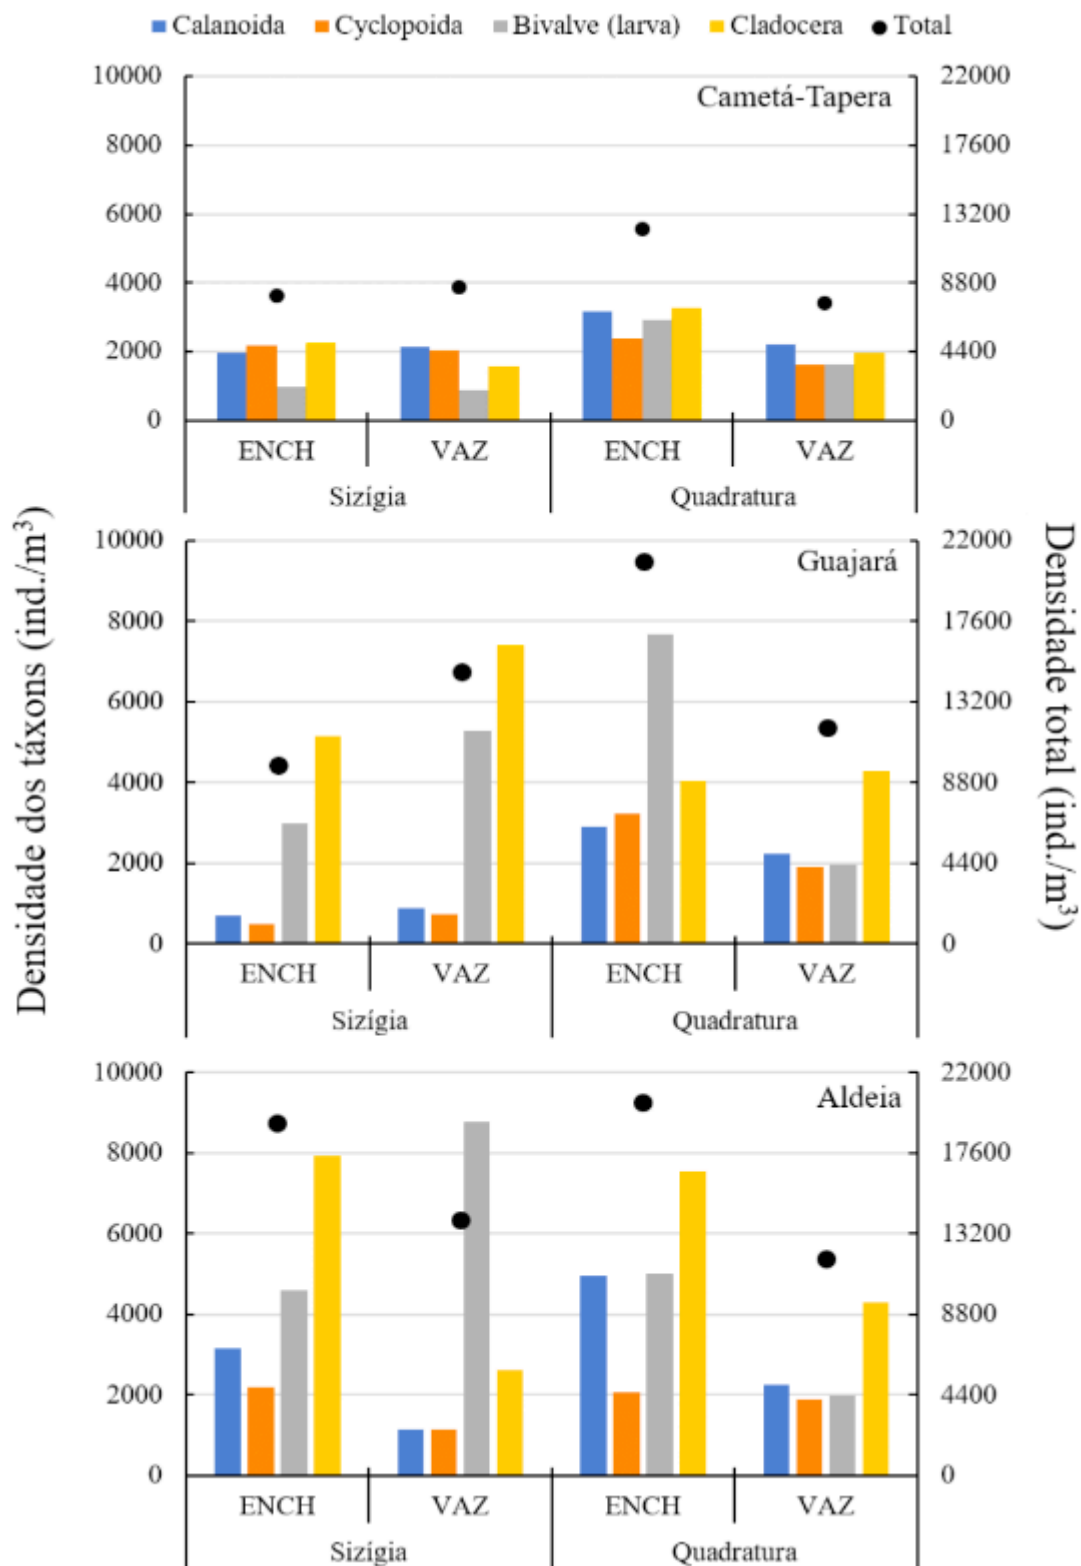 Calanoida Cyclopoida Bivalve (larva) Cladocera Total
Densidade dos táxons (ind./m³)
Densidade total (ind./m³)
Cametá-Tapera
10000 22000
8000 17600
6000 13200
4000 8800
2000 4400
0 0
ENCH VAZ ENCH VAZ
Sizígia Quadratura
Guajará
10000 22000
8000 17600
6000 13200
4000 8800
2000 4400
0 0
ENCH VAZ ENCH VAZ
Sizígia Quadratura
Aldeia
10000 22000
8000 17600
6000 13200
4000 8800
2000 4400
0 0
ENCH VAZ ENCH VAZ
Sizígia Quadratura